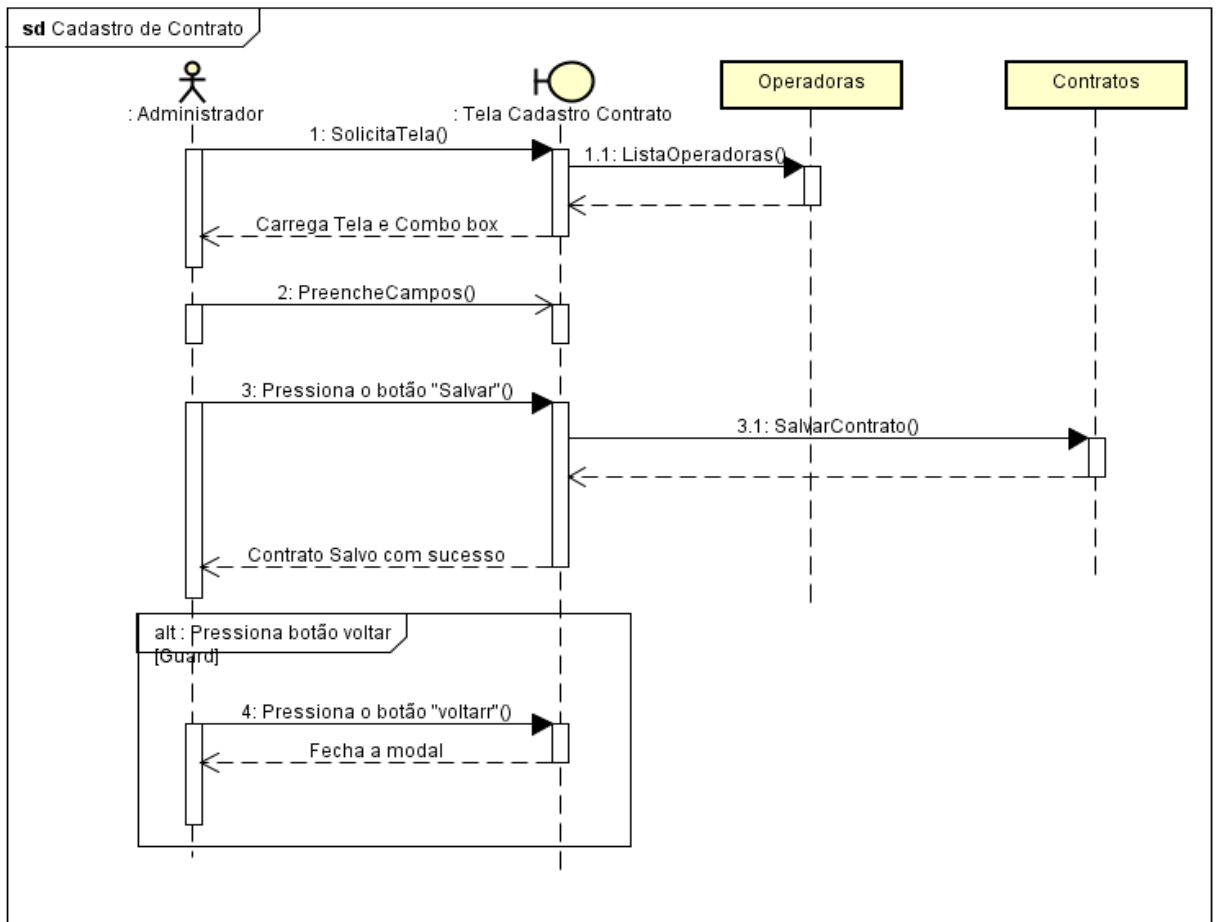 sd Cadastro de Contrato
: Administrador
: Tela Cadastro Contrato
Operadoras
Contratos
1: SolicitaTela()
1.1: ListaOperadoras()
Carrega Tela e Combo box
2: PreencheCampos()
3: Pressiona o botão "Salvar"()
3.1: SalvarContrato()
Contrato Salvo com sucesso
alt : Pressiona botão voltar
[Guard]
4: Pressiona o botão "voltarr"()
Fecha a modal